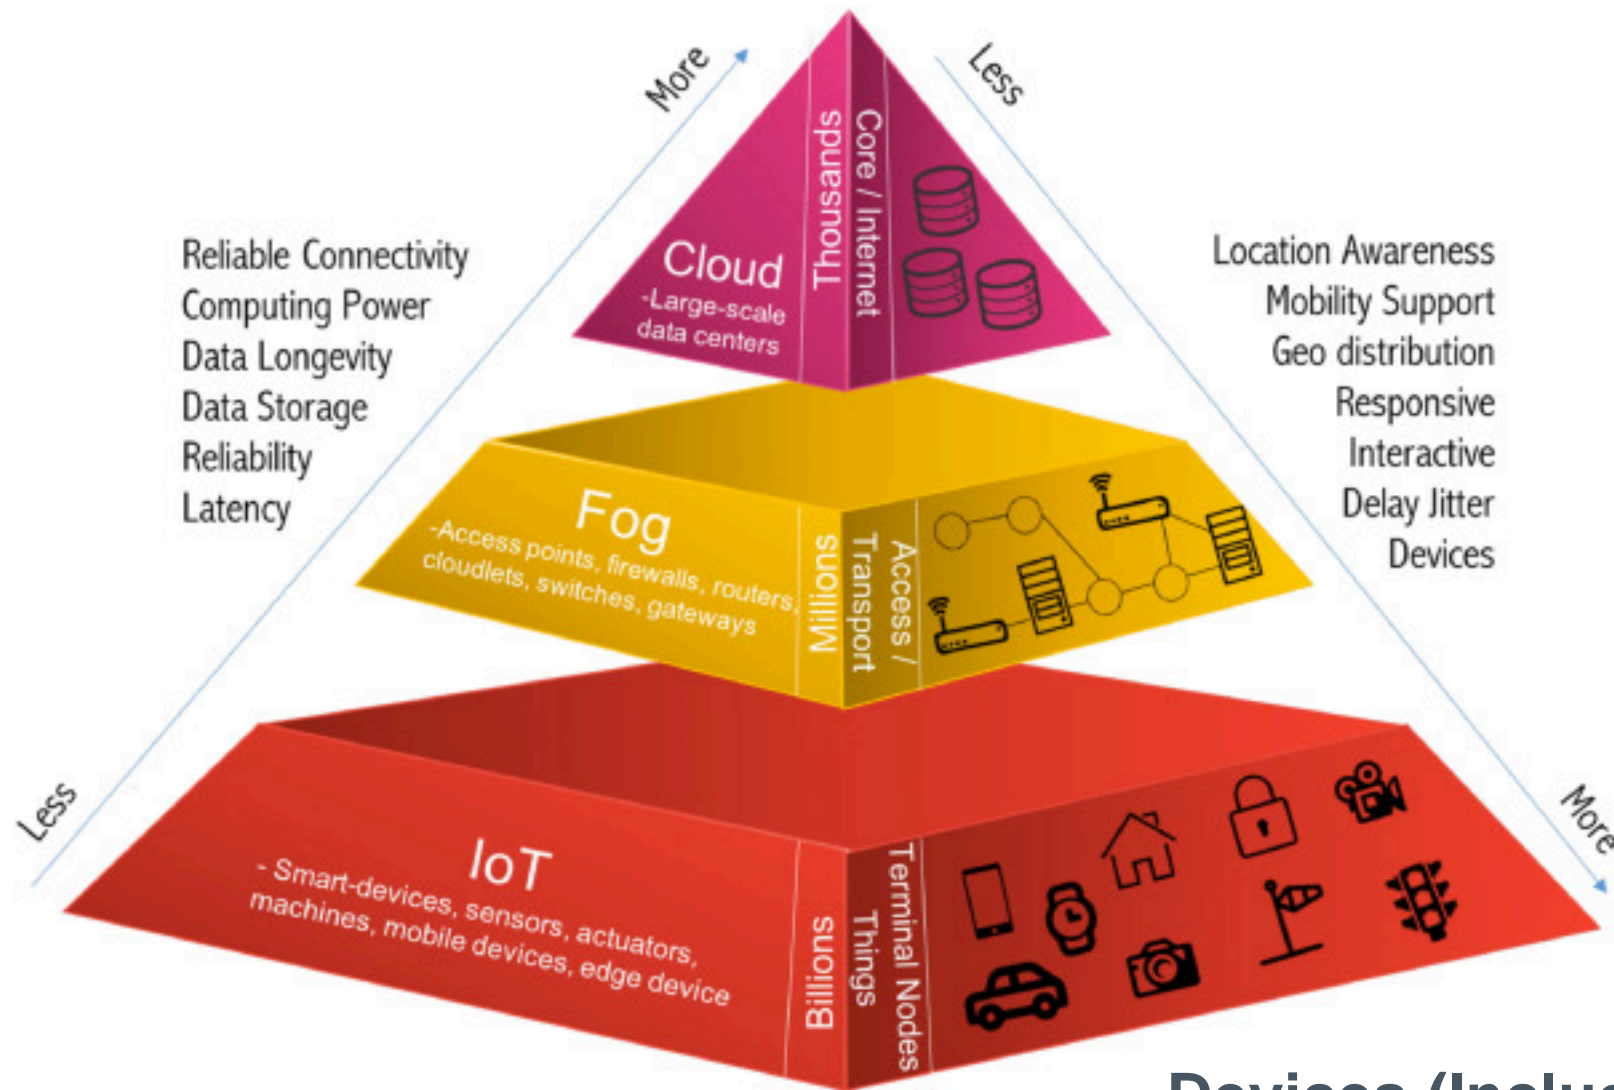 More
Less
Reliable Connectivity
Computing Power
Data Longevity
Data Storage
Reliability
Latency
Cloud
-Large-scale
data centers
Thousands
Core / Internet
Location Awareness
Mobility Support
Geo distribution
Responsive
Interactive
Delay Jitter
Devices
Fog
-Access points, firewalls, routers,
cloudlets, switches, gateways
Millions
Access /
Transport
Less
More
IoT
- Smart-devices, sensors, actuators,
machines, mobile devices, edge device
Billions
Terminal Nodes
Things
Devices